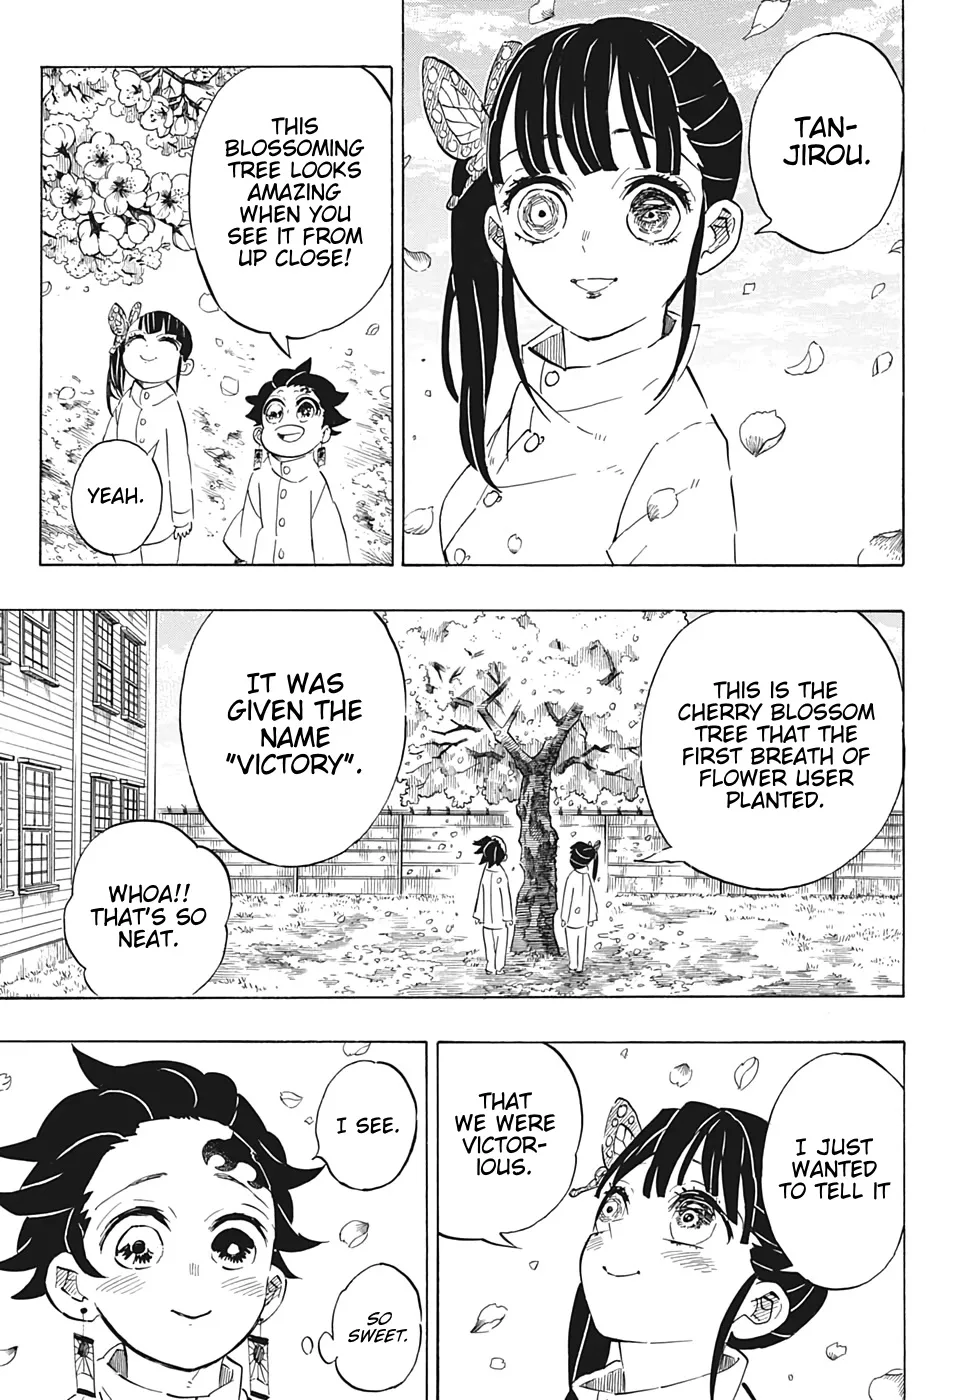 TAN-
JIROU.
THIS
BLOSSOMING
TREE LOOKS
AMAZING
WHEN YOU
SEE IT FROM
UP CLOSE!
YEAH.
THIS IS THE
CHERRY BLOSSOM
TREE THAT THE
FIRST BREATH OF
FLOWER USER
PLANTED.
IT WAS
GIVEN THE
NAME
"VICTORY".
WHOA!!
THAT'S SO
NEAT.
I JUST
WANTED
TO TELL IT
THAT
WE WERE
VICTOR-
IOUS.
I SEE.
SO
SWEET.